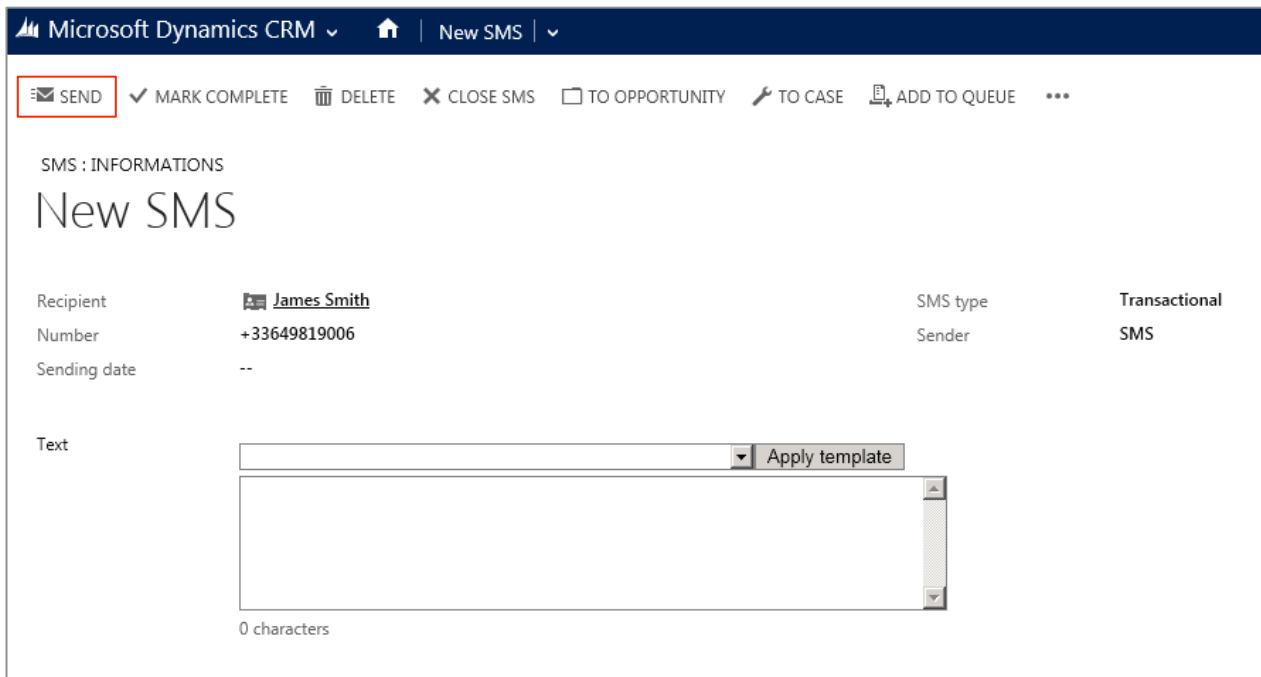 Microsoft Dynamics CRM New SMS
SEND MARK COMPLETE DELETE CLOSE SMS TO OPPORTUNITY TO CASE ADD TO QUEUE •••
SMS : INFORMATIONS
New SMS
Recipient James Smith SMS type Transactional
Number +33649819006 Sender SMS
Sending date --
Text
Apply template
0 characters